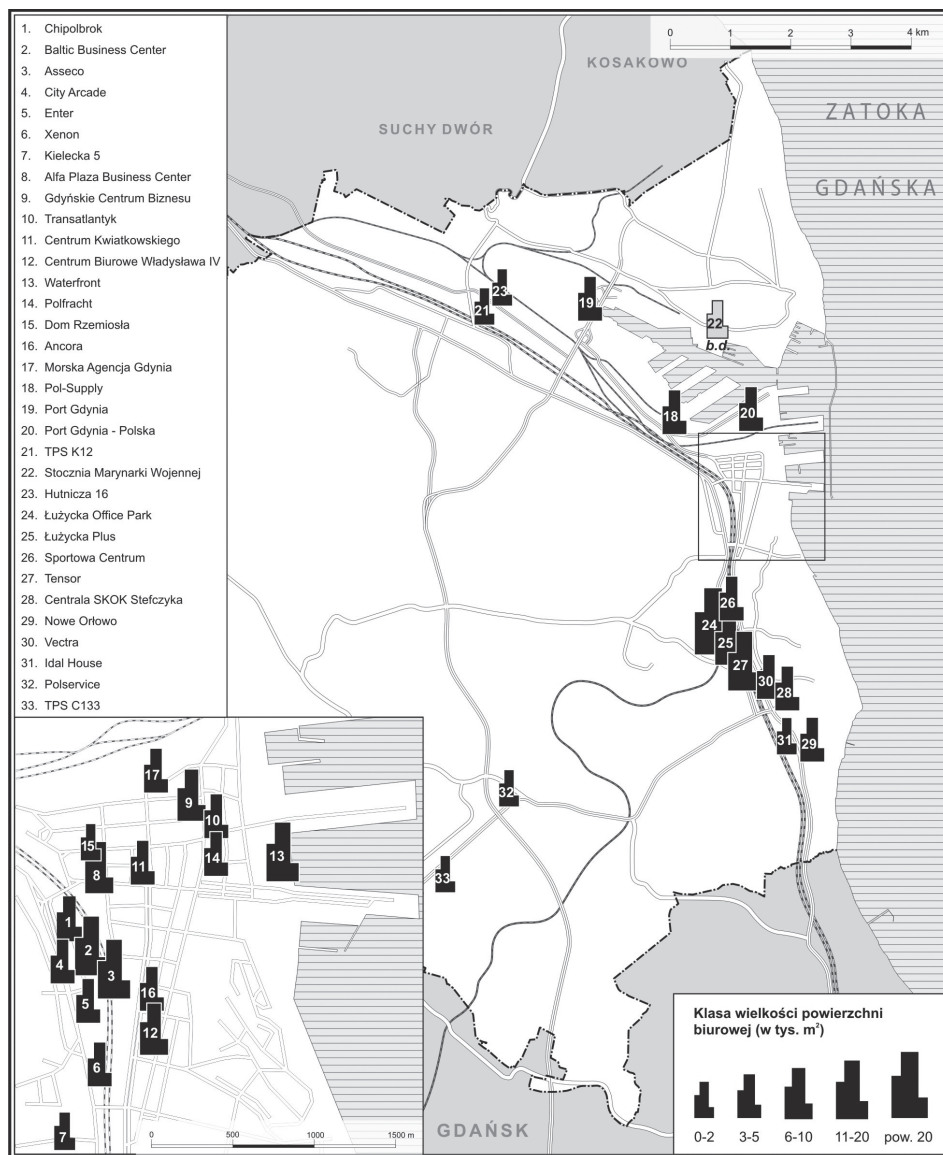 1. Chipolbrok
2. Baltic Business Center
3. Asseco
4. City Arcade
5. Enter
6. Xenon
7. Kielecka 5
8. Alfa Plaza Business Center
9. Gdyńskie Centrum Biznesu
10. Transatlantyk
11. Centrum Kwiatkowskiego
12. Centrum Biurowe Władysława IV
13. Waterfront
14. Polfracht
15. Dom Rzemiosła
16. Ancora
17. Morska Agencja Gdynia
18. Pol-Supply
19. Port Gdynia
20. Port Gdynia - Polska
21. TPS K12
22. Stocznia Marynarki Wojennej
23. Hutnicza 16
24. Łużycka Office Park
25. Łużycka Plus
26. Sportowa Centrum
27. Tensor
28. Centrala SKOK Stefczyka
29. Nowe Orłowo
30. Vectra
31. Idal House
32. Polservice
33. TPS C133
0 1 2 3 4 km
KOSAKOWO
SUCHY DWÓR
ZATOKA
GDAŃSKA
23
21
19
22
b.d.
18
20
26
24
25
27
30
28
31
29
32
33
17
9
10
15
11
14
13
8
1
2
4
3
5
16
12
6
7
0 500 1000 1500 m
GDAŃSK
Klasa wielkości powierzchni
biurowej (w tys. m²)
0-2 3-5 6-10 11-20 pow. 20